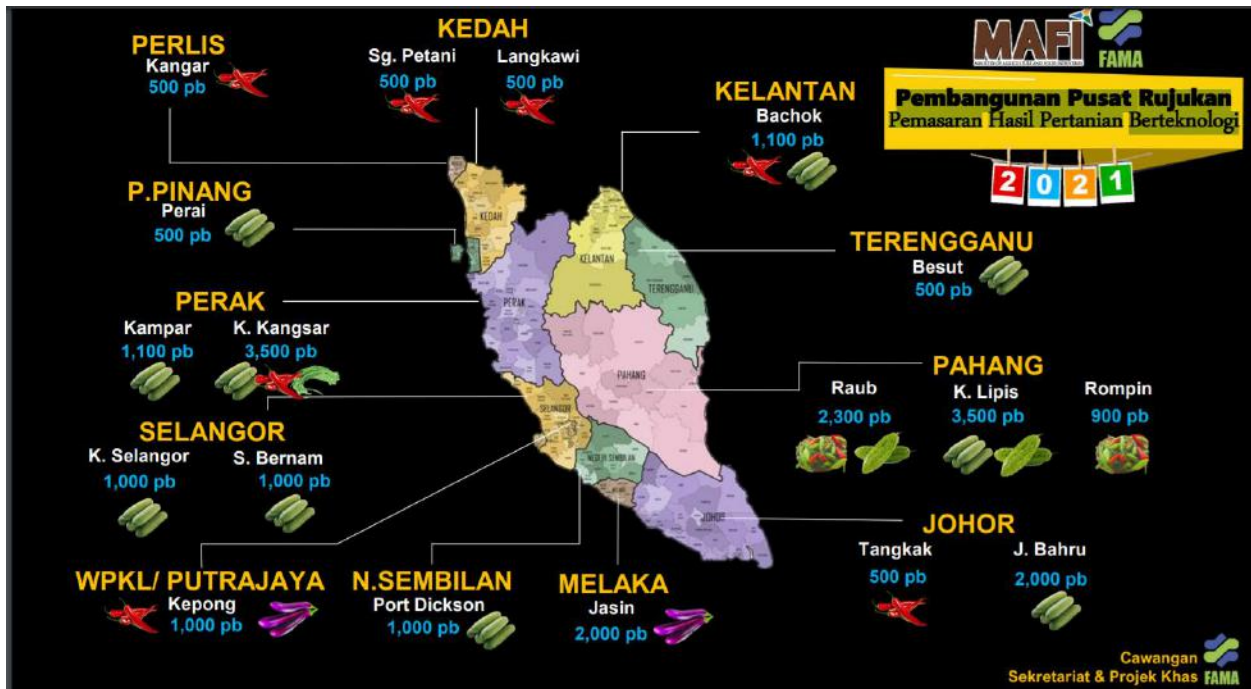 MAFI
FAMA
Pembangunan Pusat Rujukan
Pemasaran Hasil Pertanian Berteknologi
2021
PERLIS
Kangar
500 pb
KEDAH
Sg. Petani
500 pb
Langkawi
500 pb
KELANTAN
Bachok
1,100 pb
P.PINANG
Perai
500 pb
TERENGGANU
Besut
500 pb
PERAK
Kampar
1,100 pb
K. Kangsar
3,500 pb
PAHANG
Raub
2,300 pb
K. Lipis
3,500 pb
Rompin
900 pb
SELANGOR
K. Selangor
1,000 pb
S. Bernam
1,000 pb
JOHOR
Tangkak
500 pb
J. Bahru
2,000 pb
WPKL/ PUTRAJAYA
Kepong
1,000 pb
N.SEMBILAN
Port Dickson
1,000 pb
MELAKA
Jasin
2,000 pb
KEDAH
KELANTAN
TERENGGANU
PERAK
PAHANG
SELANGOR
NEGERI SEMBILAN
JOHOR
Cawangan
Sekretariat & Projek Khas
FAMA